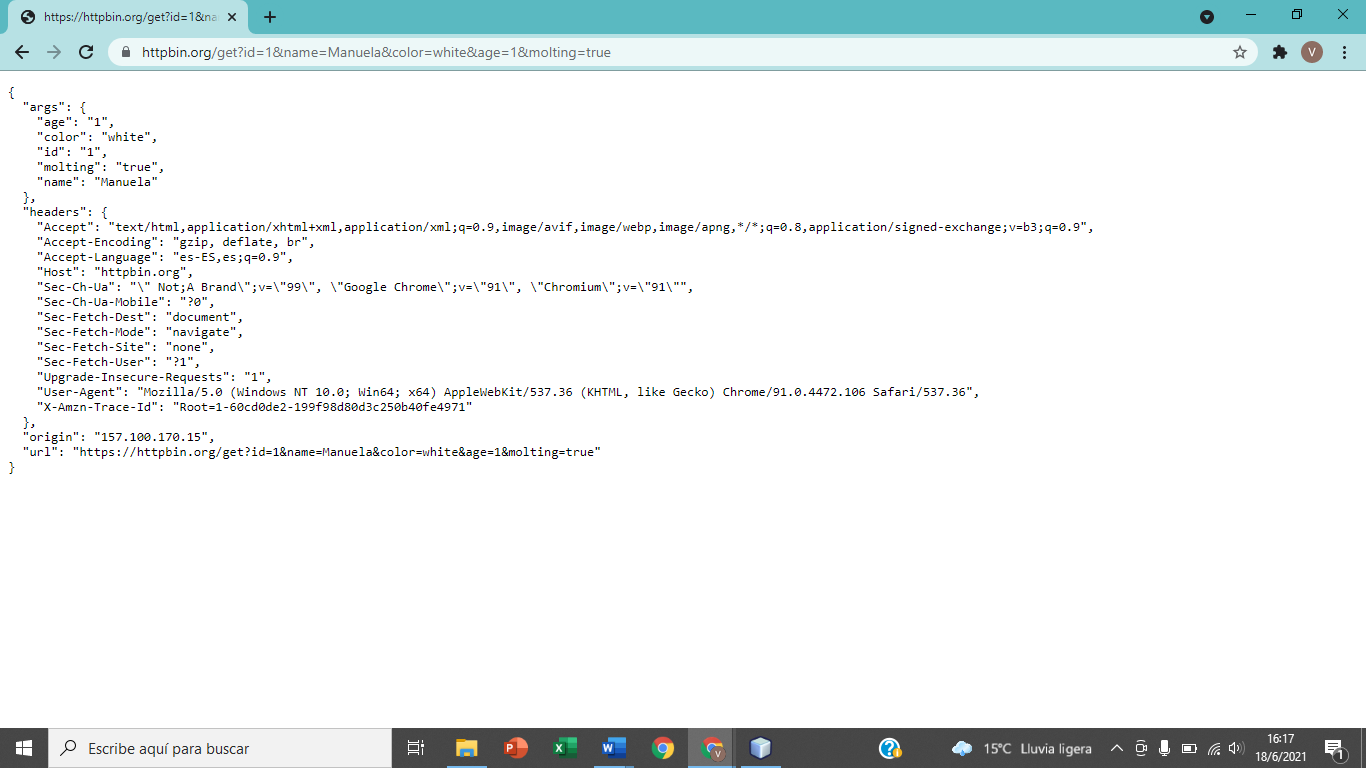 https://httpbin.org/get?id=1&na
httpbin.org/get?id=1&name=Manuela&color=white&age=1&molting=true
V
{
  "args": {
    "age": "1",
    "color": "white",
    "id": "1",
    "molting": "true",
    "name": "Manuela"
  },
  "headers": {
    "Accept": "text/html,application/xhtml+xml,application/xml;q=0.9,image/avif,image/webp,image/apng,*/*;q=0.8,application/signed-exchange;v=b3;q=0.9",
    "Accept-Encoding": "gzip, deflate, br",
    "Accept-Language": "es-ES,es;q=0.9",
    "Host": "httpbin.org",
    "Sec-Ch-Ua": "\" Not;A Brand\";v=\"99\", \"Google Chrome\";v=\"91\", \"Chromium\";v=\"91\"",
    "Sec-Ch-Ua-Mobile": "?0",
    "Sec-Fetch-Dest": "document",
    "Sec-Fetch-Mode": "navigate",
    "Sec-Fetch-Site": "none",
    "Sec-Fetch-User": "?1",
    "Upgrade-Insecure-Requests": "1",
    "User-Agent": "Mozilla/5.0 (Windows NT 10.0; Win64; x64) AppleWebKit/537.36 (KHTML, like Gecko) Chrome/91.0.4472.106 Safari/537.36",
    "X-Amzn-Trace-Id": "Root=1-60cd0de2-199f98d80d3c250b40fe4971"
  },
  "origin": "157.100.170.15",
  "url": "https://httpbin.org/get?id=1&name=Manuela&color=white&age=1&molting=true"
}
Escribe aquí para buscar
15°C Lluvia ligera
16:17
18/6/2021
1